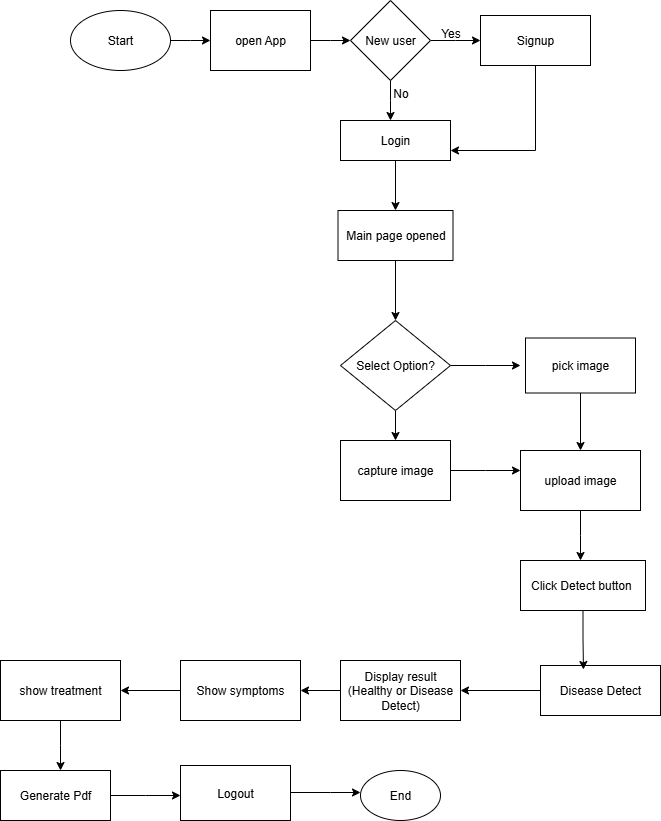 Start
open App
New user
Yes
Signup
No
Login
Main page opened
Select Option?
pick image
capture image
upload image
Click Detect button
Disease Detect
Display result
(Healthy or Disease
Detect)
Show symptoms
show treatment
Generate Pdf
Logout
End